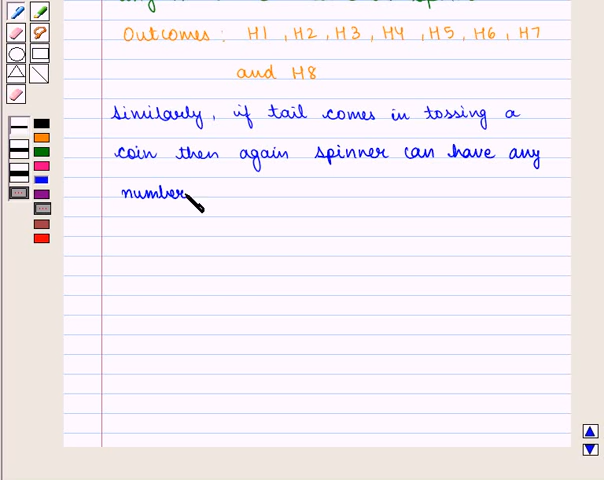 Outcomes : H1 , H2 , H3 , H4 , H5 , H6 , H7
and H8
Similarly, if tail comes in tossing a
coin then again spinner can have any
number